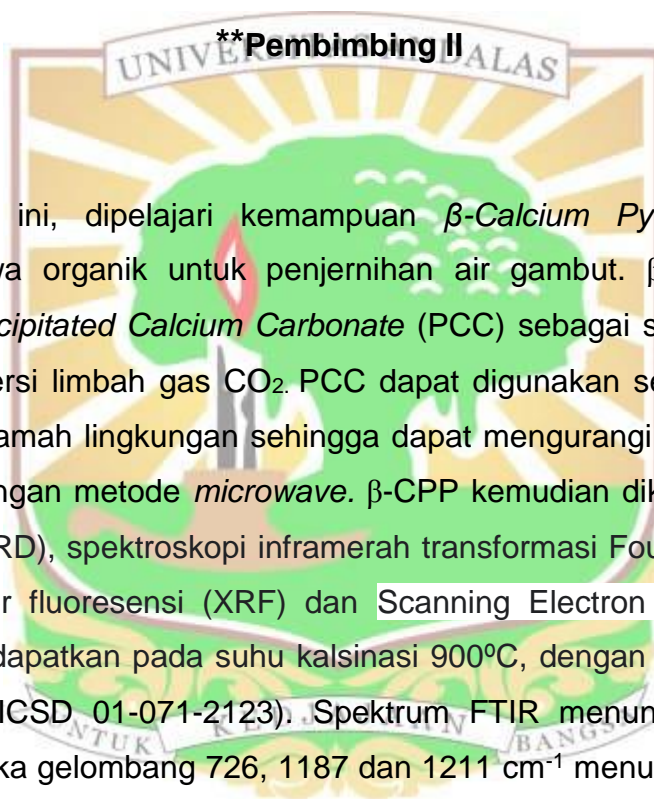 **Pembimbing II
UNIVERSITAS ANDALAS
ini, dipelajari kemampuan β-Calcium Py
a organik untuk penjernihan air gambut. β
cipitated Calcium Carbonate (PCC) sebagai s
ersi limbah gas CO2. PCC dapat digunakan se
amah lingkungan sehingga dapat mengurangi
ngan metode microwave. β-CPP kemudian dik
RD), spektroskopi inframerah transformasi Fou
r fluoresensi (XRF) dan Scanning Electron
dapatkan pada suhu kalsinasi 900ºC, dengan
ICSD 01-071-2123). Spektrum FTIR menun
UNTUK KEDJAJAAN BANGSA
ka gelombang 726, 1187 dan 1211 cm-1 menu